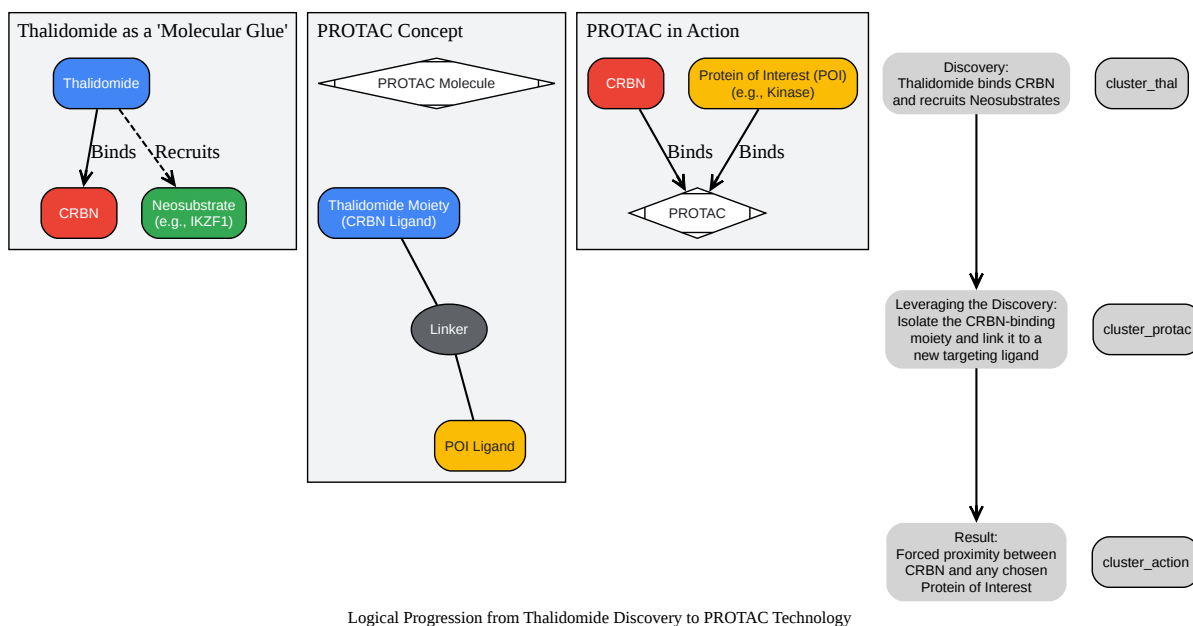 Thalidomide as a 'Molecular Glue'
Thalidomide
Binds
Recruits
CRBN
Neosubstrate
(e.g., IKZF1)
PROTAC Concept
PROTAC Molecule
Thalidomide Moiety
(CRBN Ligand)
Linker
POI Ligand
PROTAC in Action
CRBN
Protein of Interest (POI)
(e.g., Kinase)
Binds
Binds
PROTAC
Discovery:
Thalidomide binds CRBN
and recruits Neosubstrates
cluster_thal
Leveraging the Discovery:
Isolate the CRBN-binding
moiety and link it to a
new targeting ligand
cluster_protac
Result:
Forced proximity between
CRBN and any chosen
Protein of Interest
cluster_action
Logical Progression from Thalidomide Discovery to PROTAC Technology